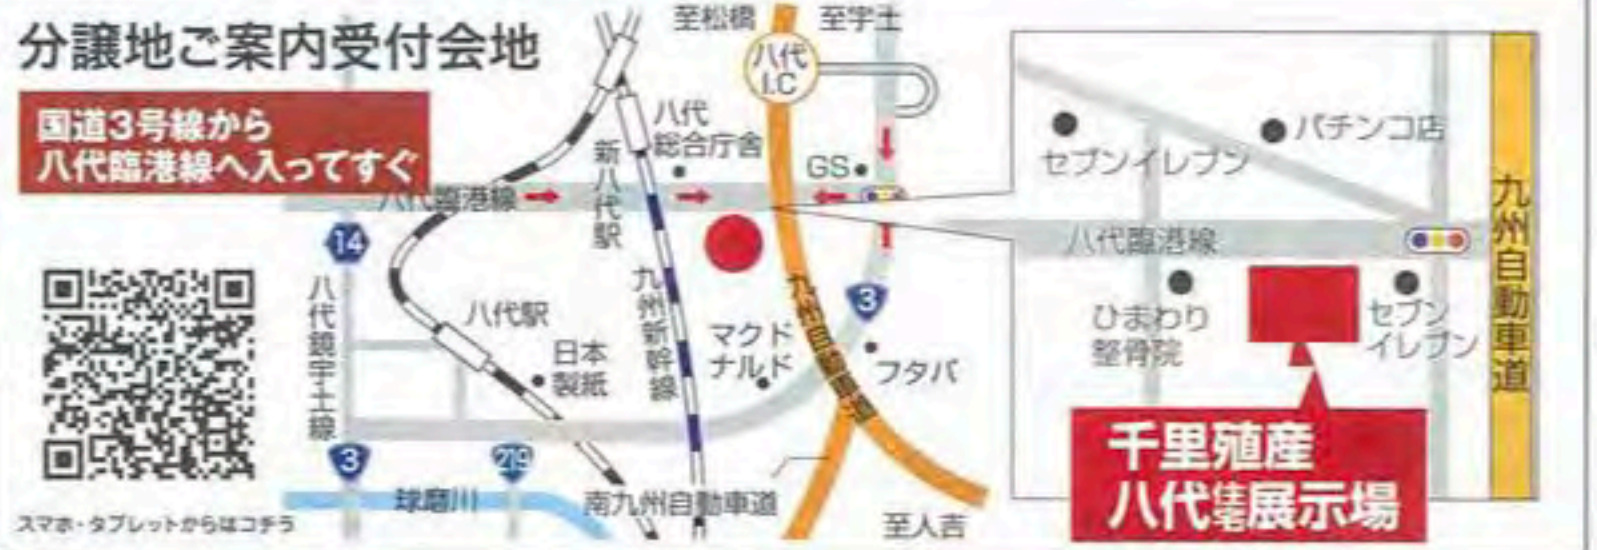 分譲地ご案内受付会地
国道3号線から
八代臨港線へ入ってすぐ
至松橋
至宇土
八代
I.C
八代
総合庁舎
新八代駅
GS
八代臨港線
14
八代鏡宇土線
八代駅
日本
製紙
九州新幹線
マクド
ナルド
九州自動車道
3
フタバ
3
219
球磨川
南九州自動車道
至人吉
スマホ・タブレットからはコチラ
セブンイレブン
パチンコ店
八代臨港線
ひまわり
整骨院
セブン
イレブン
九州自動車道
千里殖産
八代住宅展示場